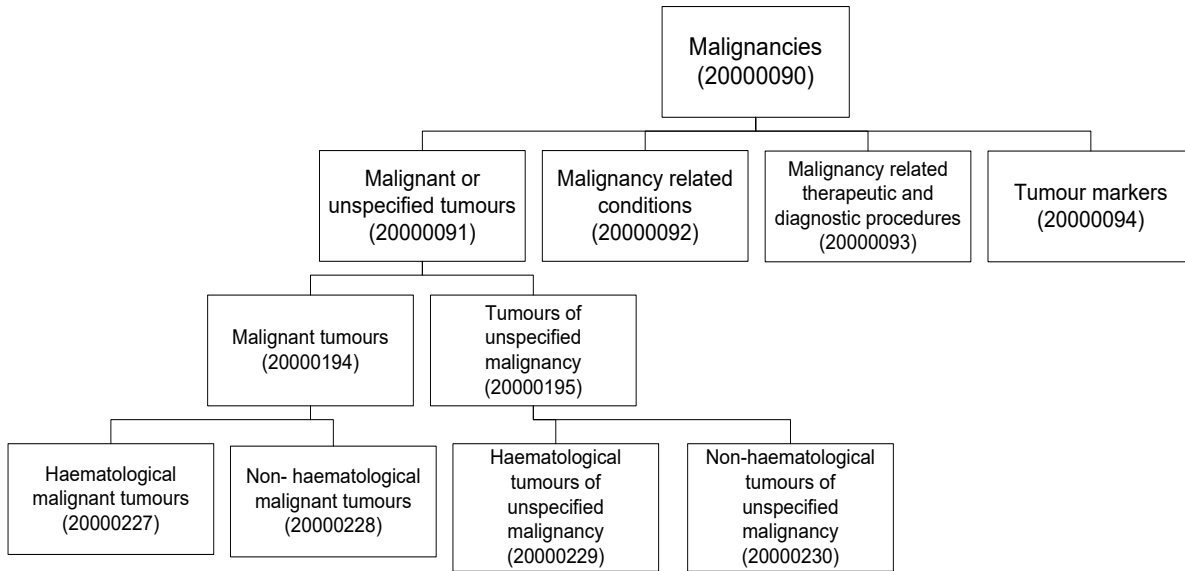 Malignancies
(20000090)
Malignant or
unspecified tumours
(20000091)
Malignancy related
conditions
(20000092)
Malignancy related
therapeutic and
diagnostic procedures
(20000093)
Tumour markers
(20000094)
Malignant tumours
(20000194)
Tumours of
unspecified
malignancy
(20000195)
Haematological
malignant tumours
(20000227)
Non- haematological
malignant tumours
(20000228)
Haematological
tumours of
unspecified
malignancy
(20000229)
Non-haematological
tumours of
unspecified
malignancy
(20000230)